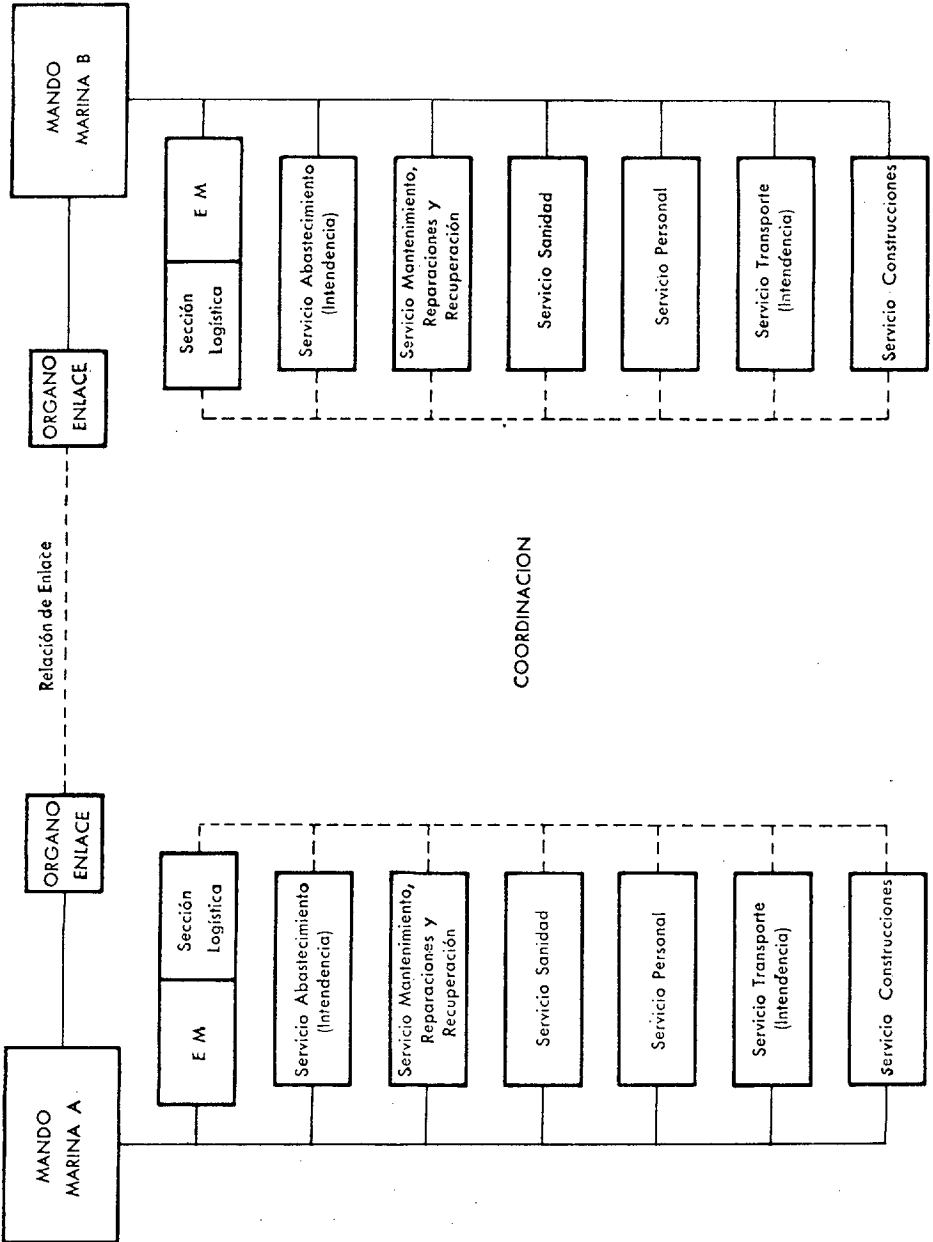 MANDO
MARINA A
ORGANO
ENLACE
Relación de Enlace
ORGANO
ENLACE
MANDO
MARINA B
E M
Sección
Logística
Sección
Logística
E M
Servicio Abastecimiento
(Intendencia)
Servicio Abastecimiento
(Intendencia)
Servicio Mantenimiento,
Reparaciones y
Recuperación
Servicio Mantenimiento,
Reparaciones y
Recuperación
Servicio Sanidad
COORDINACION
Servicio Sanidad
Servicio Personal
Servicio Personal
Servicio Transporte
(Intendencia)
Servicio Transporte
(Intendencia)
Servicio Construcciones
Servicio Construcciones